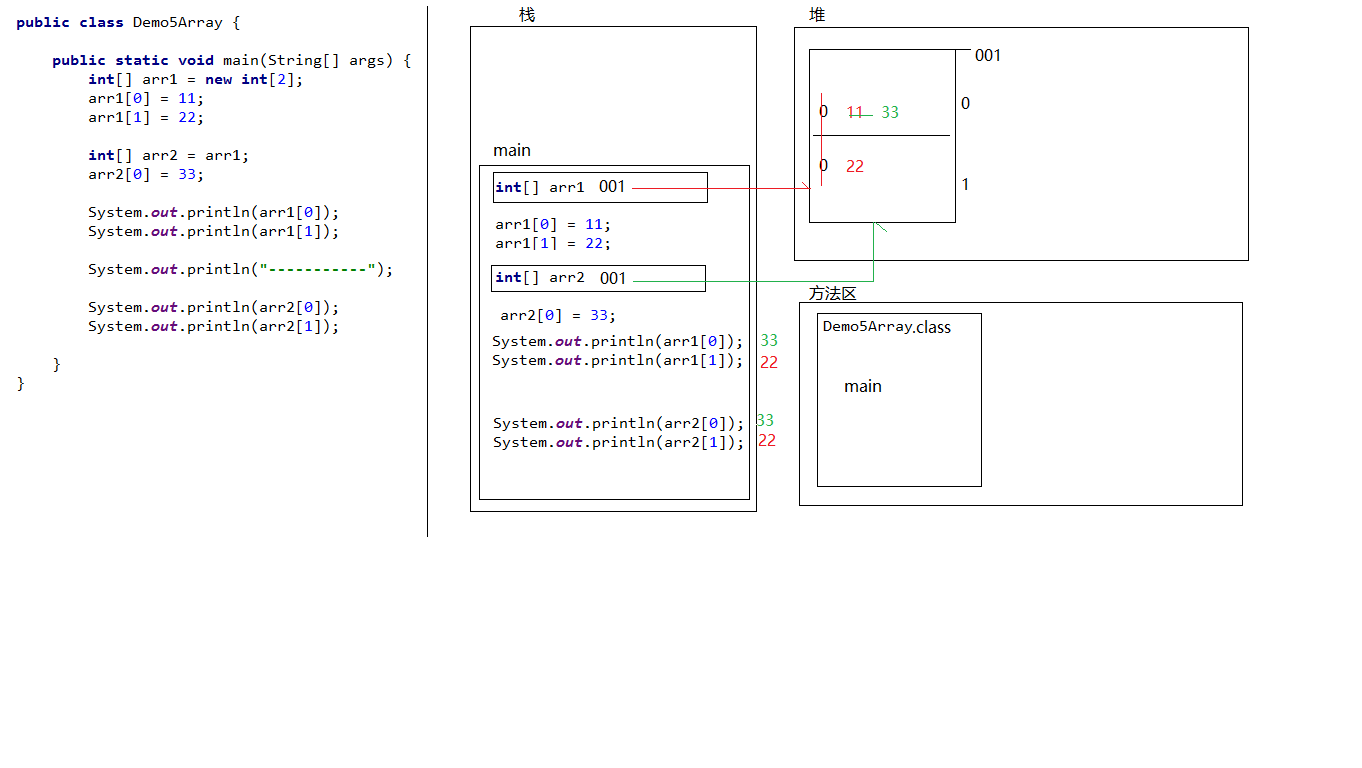 public class Demo5Array {
public static void main(String[] args) {
int[] arr1 = new int[2];
arr1[0] = 11;
arr1[1] = 22;
int[] arr2 = arr1;
arr2[0] = 33;
System.out.println(arr1[0]);
System.out.println(arr1[1]);
System.out.println("-----------");
System.out.println(arr2[0]);
System.out.println(arr2[1]);
}
}
栈
main
int[] arr1 001
arr1[0] = 11;
arr1[1] = 22;
int[] arr2 001
arr2[0] = 33;
System.out.println(arr1[0]); 33
System.out.println(arr1[1]); 22
System.out.println(arr2[0]); 33
System.out.println(arr2[1]); 22
堆
001
0 11 33 0
0 22 1
方法区
Demo5Array.class
main